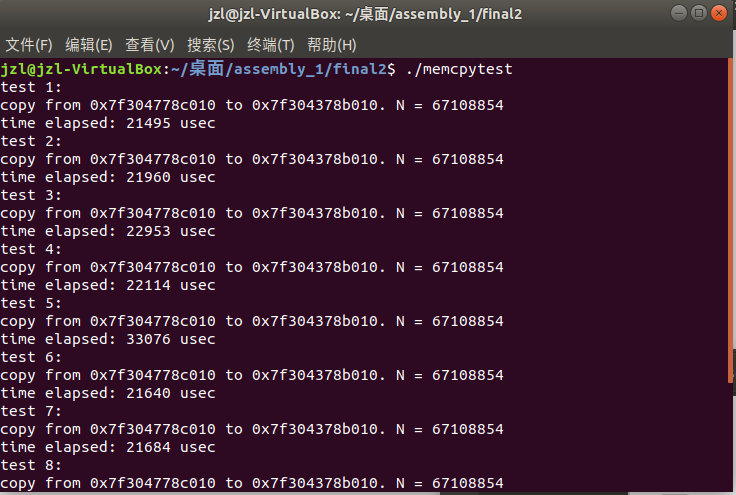 jzl@jzl-VirtualBox: ~/桌面/assembly_1/final2
文件(F) 编辑(E) 查看(V) 搜索(S) 终端(T) 帮助(H)
jzl@jzl-VirtualBox:~/桌面/assembly_1/final2$ ./memcpytest
test 1:
copy from 0x7f304778c010 to 0x7f304378b010. N = 67108854
time elapsed: 21495 usec
test 2:
copy from 0x7f304778c010 to 0x7f304378b010. N = 67108854
time elapsed: 21960 usec
test 3:
copy from 0x7f304778c010 to 0x7f304378b010. N = 67108854
time elapsed: 22953 usec
test 4:
copy from 0x7f304778c010 to 0x7f304378b010. N = 67108854
time elapsed: 22114 usec
test 5:
copy from 0x7f304778c010 to 0x7f304378b010. N = 67108854
time elapsed: 33076 usec
test 6:
copy from 0x7f304778c010 to 0x7f304378b010. N = 67108854
time elapsed: 21640 usec
test 7:
copy from 0x7f304778c010 to 0x7f304378b010. N = 67108854
time elapsed: 21684 usec
test 8:
copy from 0x7f304778c010 to 0x7f304378b010. N = 67108854